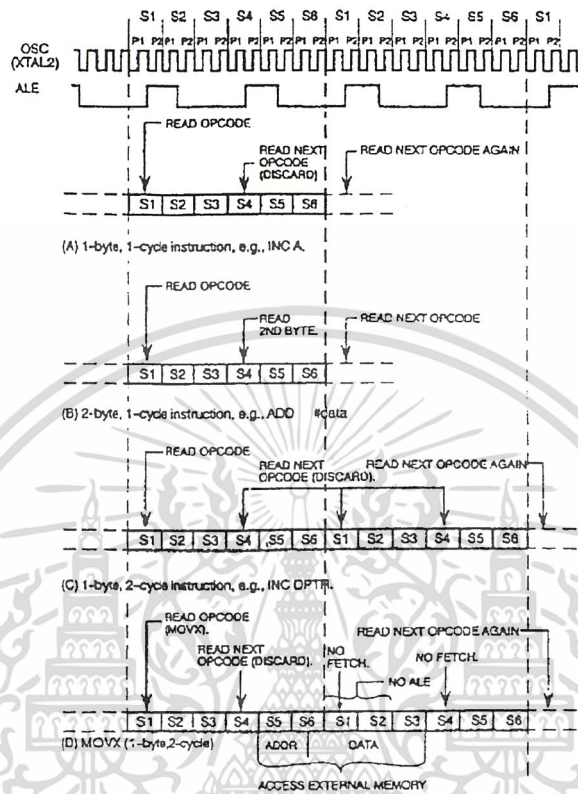 S1 S2 S3 S4 S5 S6 S1 S2 S3 S4 S5 S6 S1
P1 P2 P1 P2 P1 P2 P1 P2 P1 P2 P1 P2 P1 P2 P1 P2 P1 P2 P1 P2 P1 P2 P1 P2 P1 P2
OSC
(XTAL2)
ALE
READ OPCODE
READ NEXT
OPCODE
(DISCARD)
READ NEXT OPCODE AGAIN
S1 S2 S3 S4 S5 S6
(A) 1-byte, 1-cycle instruction, e.g., INC A.
READ OPCODE
READ
2ND BYTE.
READ NEXT OPCODE
S1 S2 S3 S4 S5 S6
(B) 2-byte, 1-cycle instruction, e.g., ADD #data
READ OPCODE
READ NEXT
OPCODE (DISCARD).
READ NEXT OPCODE AGAIN
S1 S2 S3 S4 S5 S6 S1 S2 S3 S4 S5 S6
(C) 1-byte, 2-cycle instruction, e.g., INC DPTR.
READ OPCODE
(MOVX).
READ NEXT
OPCODE (DISCARD).
NO
FETCH.
NO FETCH.
NO ALE
READ NEXT OPCODE AGAIN
S1 S2 S3 S4 S5 S6 S1 S2 S3 S4 S5 S6
(D) MOVX (1-byte,2-cycle)
ADDR DATA
ACCESS EXTERNAL MEMORY